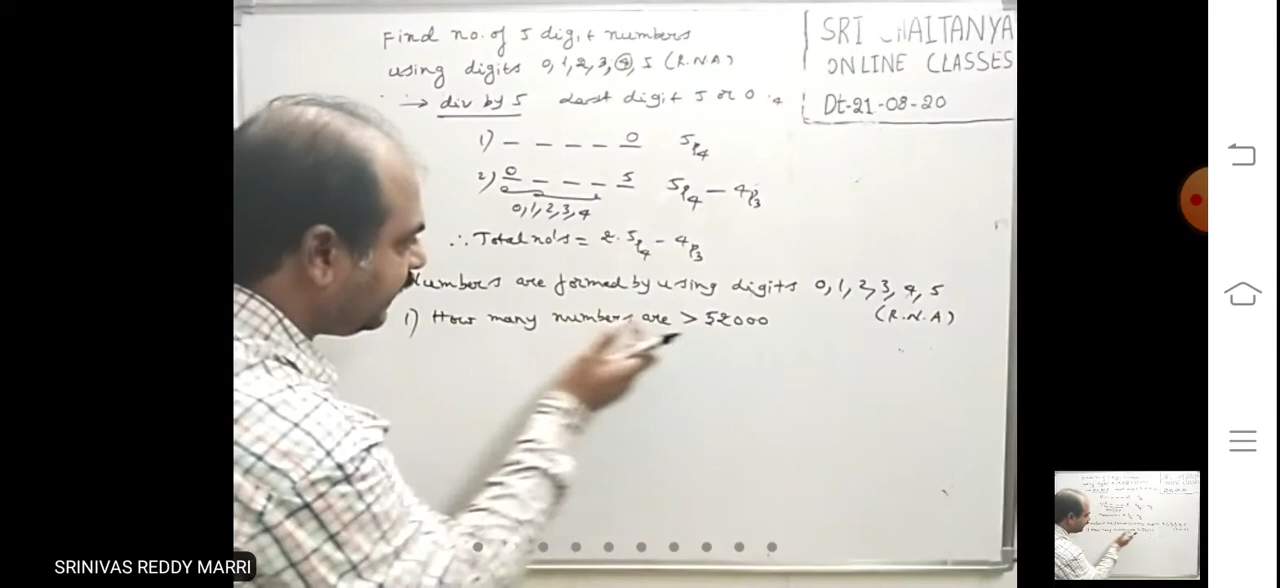 Find no. of 5 digit numbers
using digits 0,1,2,3,4,5 (R.N.A)
→ div by 5 Last digit 5 or 0
1) _ _ _ _ 0 5P4
2) 0 _ _ _ 5 5P4 - 4P3
0,1,2,3,4
∴ Total no's = 2. 5P4 - 4P3
Numbers are formed by using digits 0,1,2,3,4,5
1) How many numbers are > 52000 (R.N.A)
SRI CHAITANYA
ONLINE CLASSES
Dt-21-08-20
SRINIVAS REDDY MARRI